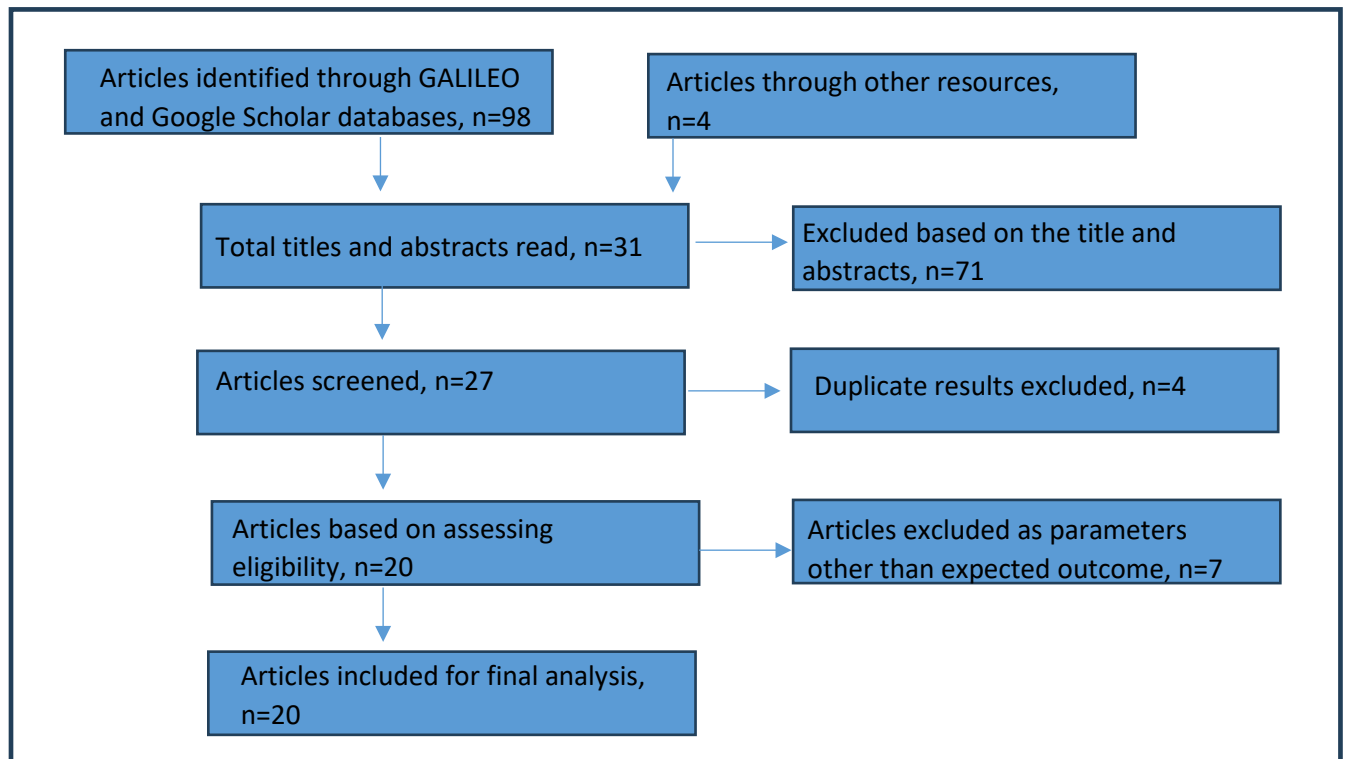 Articles identified through GALILEO
and Google Scholar databases, n=98
Articles through other resources,
n=4
Total titles and abstracts read, n=31
Excluded based on the title and
abstracts, n=71
Articles screened, n=27
Duplicate results excluded, n=4
Articles based on assessing
eligibility, n=20
Articles excluded as parameters
other than expected outcome, n=7
Articles included for final analysis,
n=20